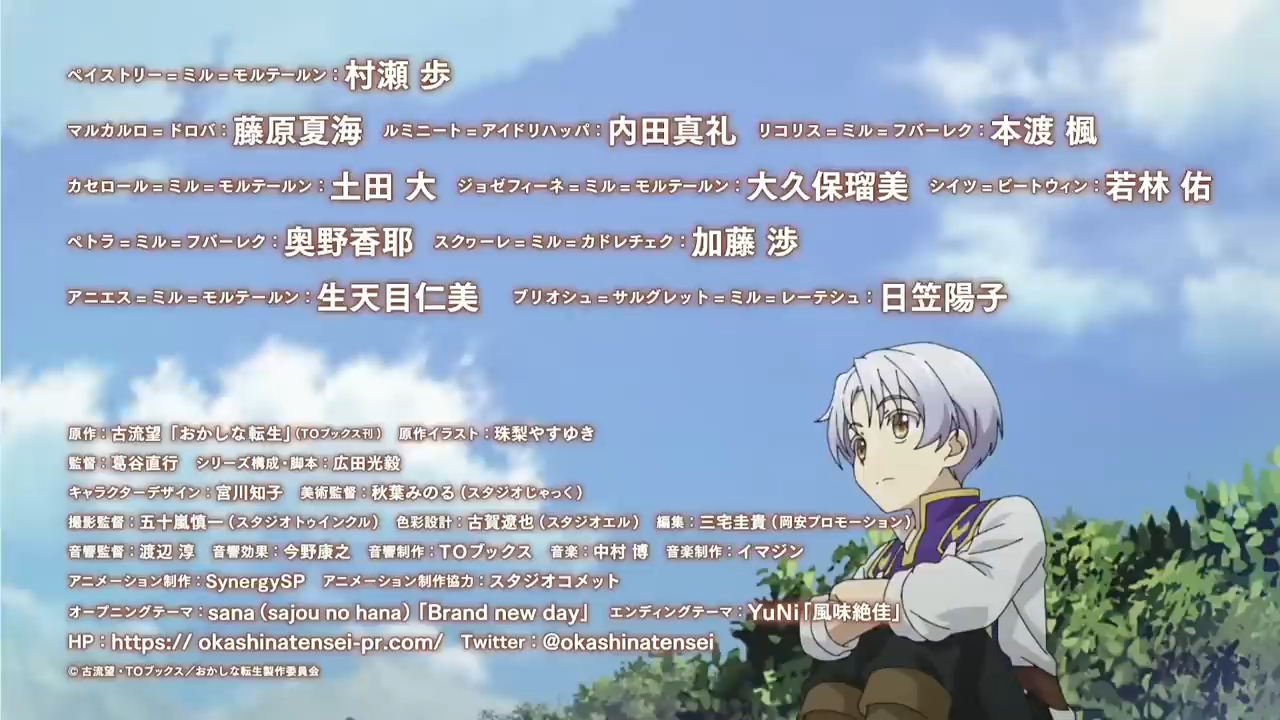 ペイストリー＝ミル＝モルテールン：村瀬 歩
マルカルロ＝ドロバ：藤原夏海　ルミニート＝アイドリハッパ：内田真礼　リコリス＝ミル＝フバーレク：本渡 楓
カセロール＝ミル＝モルテールン：土田 大　ジョゼフィーネ＝ミル＝モルテールン：大久保瑠美　シイツ＝ビートウィン：若林 佑
ペトラ＝ミル＝フバーレク：奥野香耶　スクヮーレ＝ミル＝カドレチェク：加藤 渉
アニエス＝ミル＝モルテールン：生天目仁美　ブリオシュ＝サルグレット＝ミル＝レーテシュ：日笠陽子
原作：古流望「おかしな転生」（TOブックス刊）　原作イラスト：珠梨やすゆき
監督：葛谷直行　シリーズ構成・脚本：広田光毅
キャラクターデザイン：宮川知子　美術監督：秋葉みのる（スタジオじゃっく）
撮影監督：五十嵐慎一（スタジオトゥインクル）　色彩設計：古賀遼也（スタジオエル）　編集：三宅圭貴（岡安プロモーション）
音響監督：渡辺 淳　音響効果：今野康之　音響制作：TOブックス　音楽：中村 博　音楽制作：イマジン
アニメーション制作：SynergySP　アニメーション制作協力：スタジオコメット
オープニングテーマ：sana（sajou no hana）「Brand new day」　エンディングテーマ：YuNi「風味絶佳」
HP：https:// okashinatensei-pr.com/　Twitter：@okashinatensei
© 古流望・TOブックス／おかしな転生製作委員会